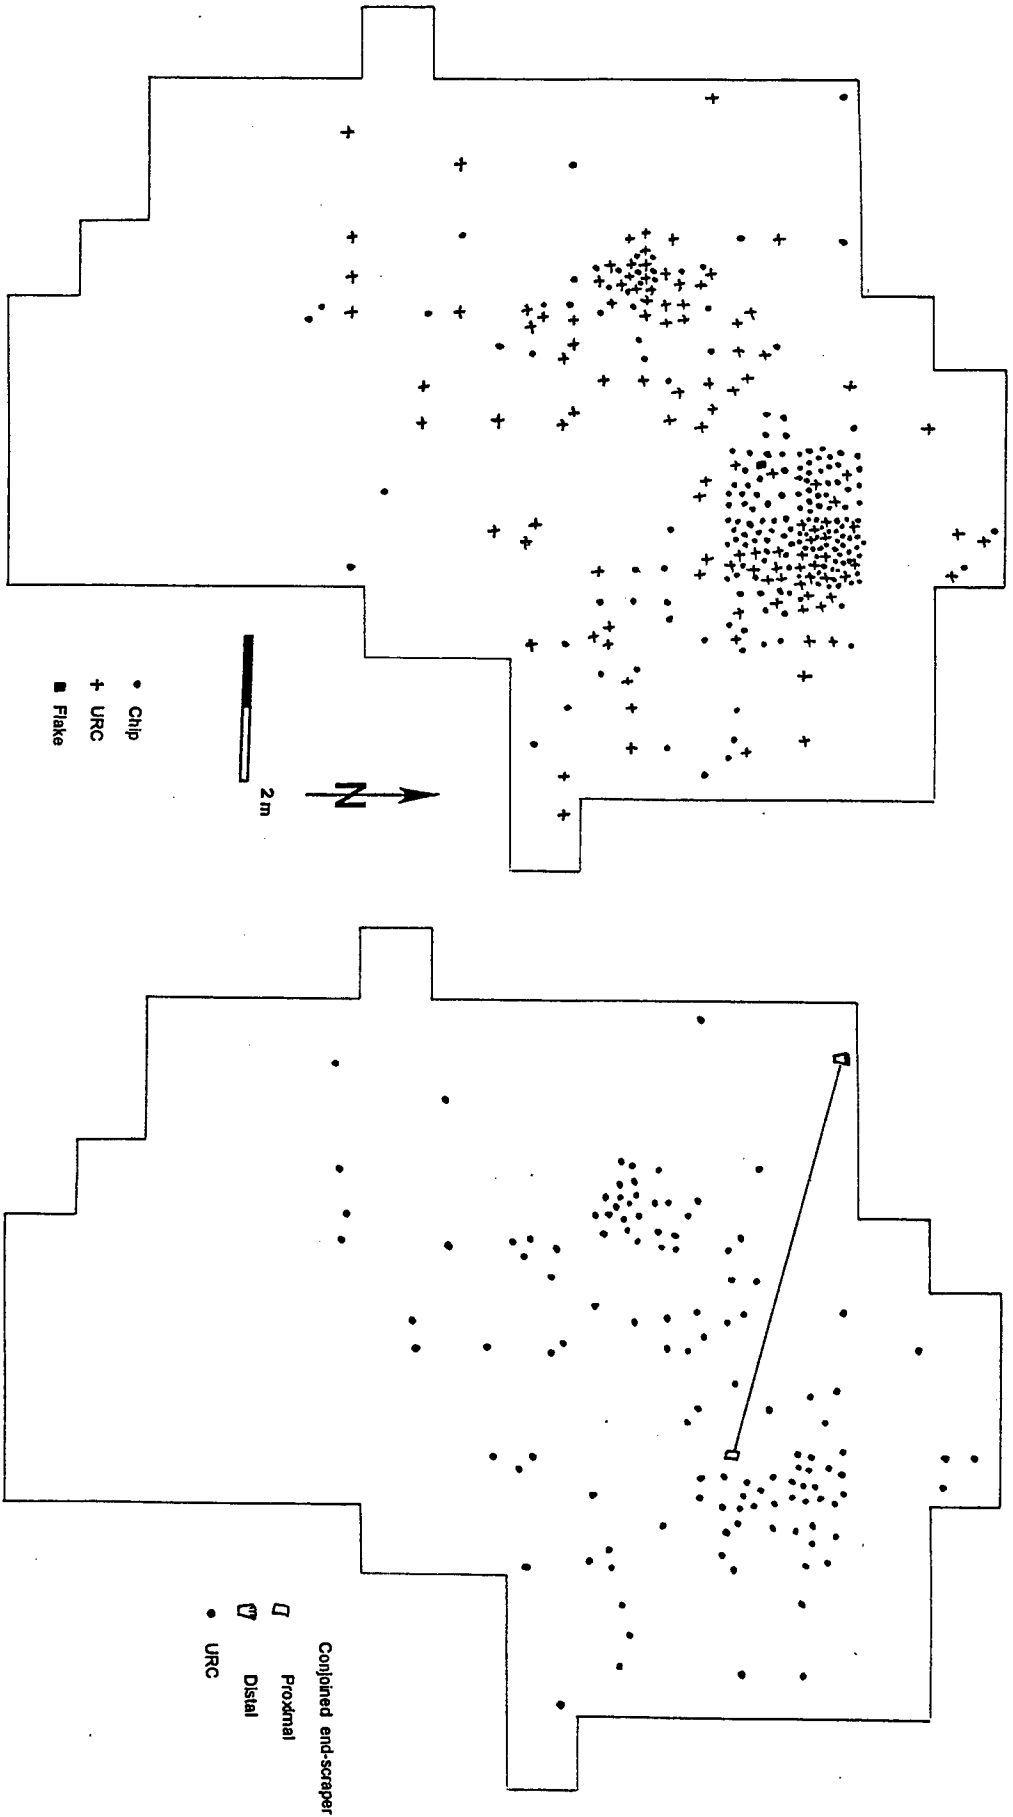 Chip
URC
Flake
2 m
N
Conjoined end-scraper
Proximal
Distal
URC